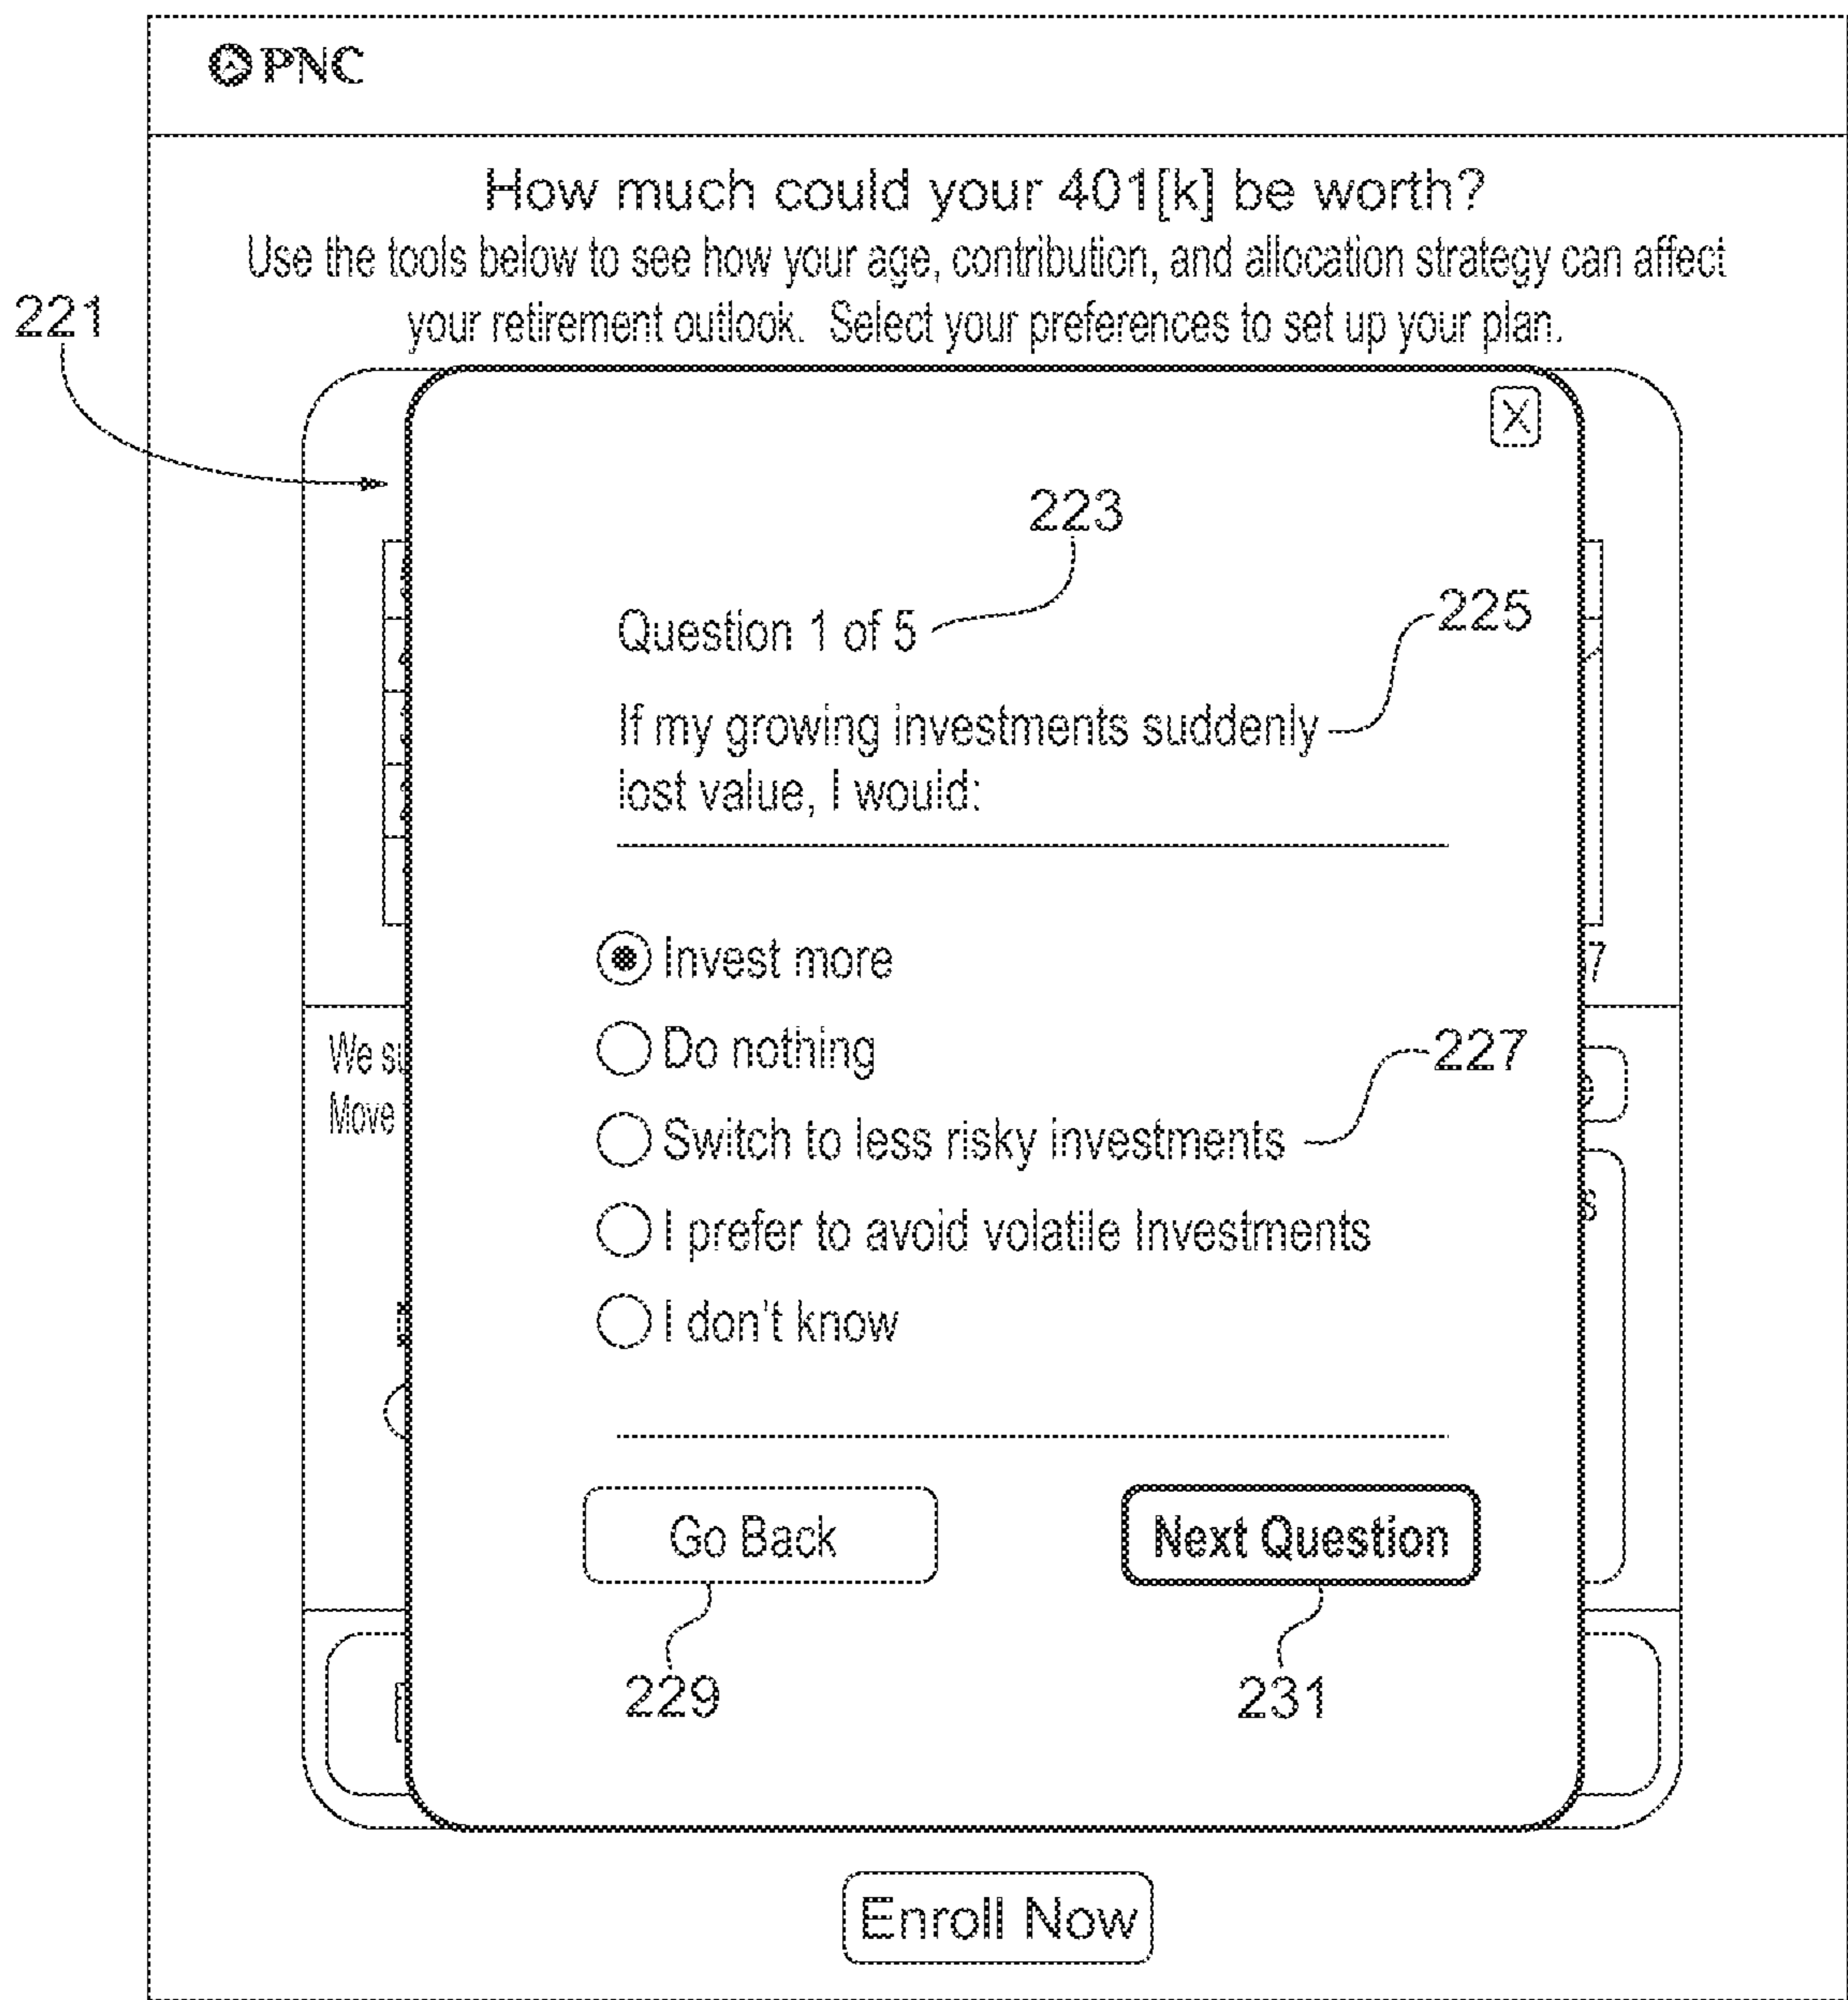 PNC
How much could your 401[k] be worth?
Use the tools below to see how your age, contribution, and allocation strategy can affect
your retirement outlook. Select your preferences to set up your plan.
221
X
223
Question 1 of 5
225
If my growing investments suddenly
lost value, I would:
Invest more
7
Do nothing
We
227
Move
Switch to less risky investments
I prefer to avoid volatile Investments
I don't know
Go Back
Next Question
229
231
Enroll Now